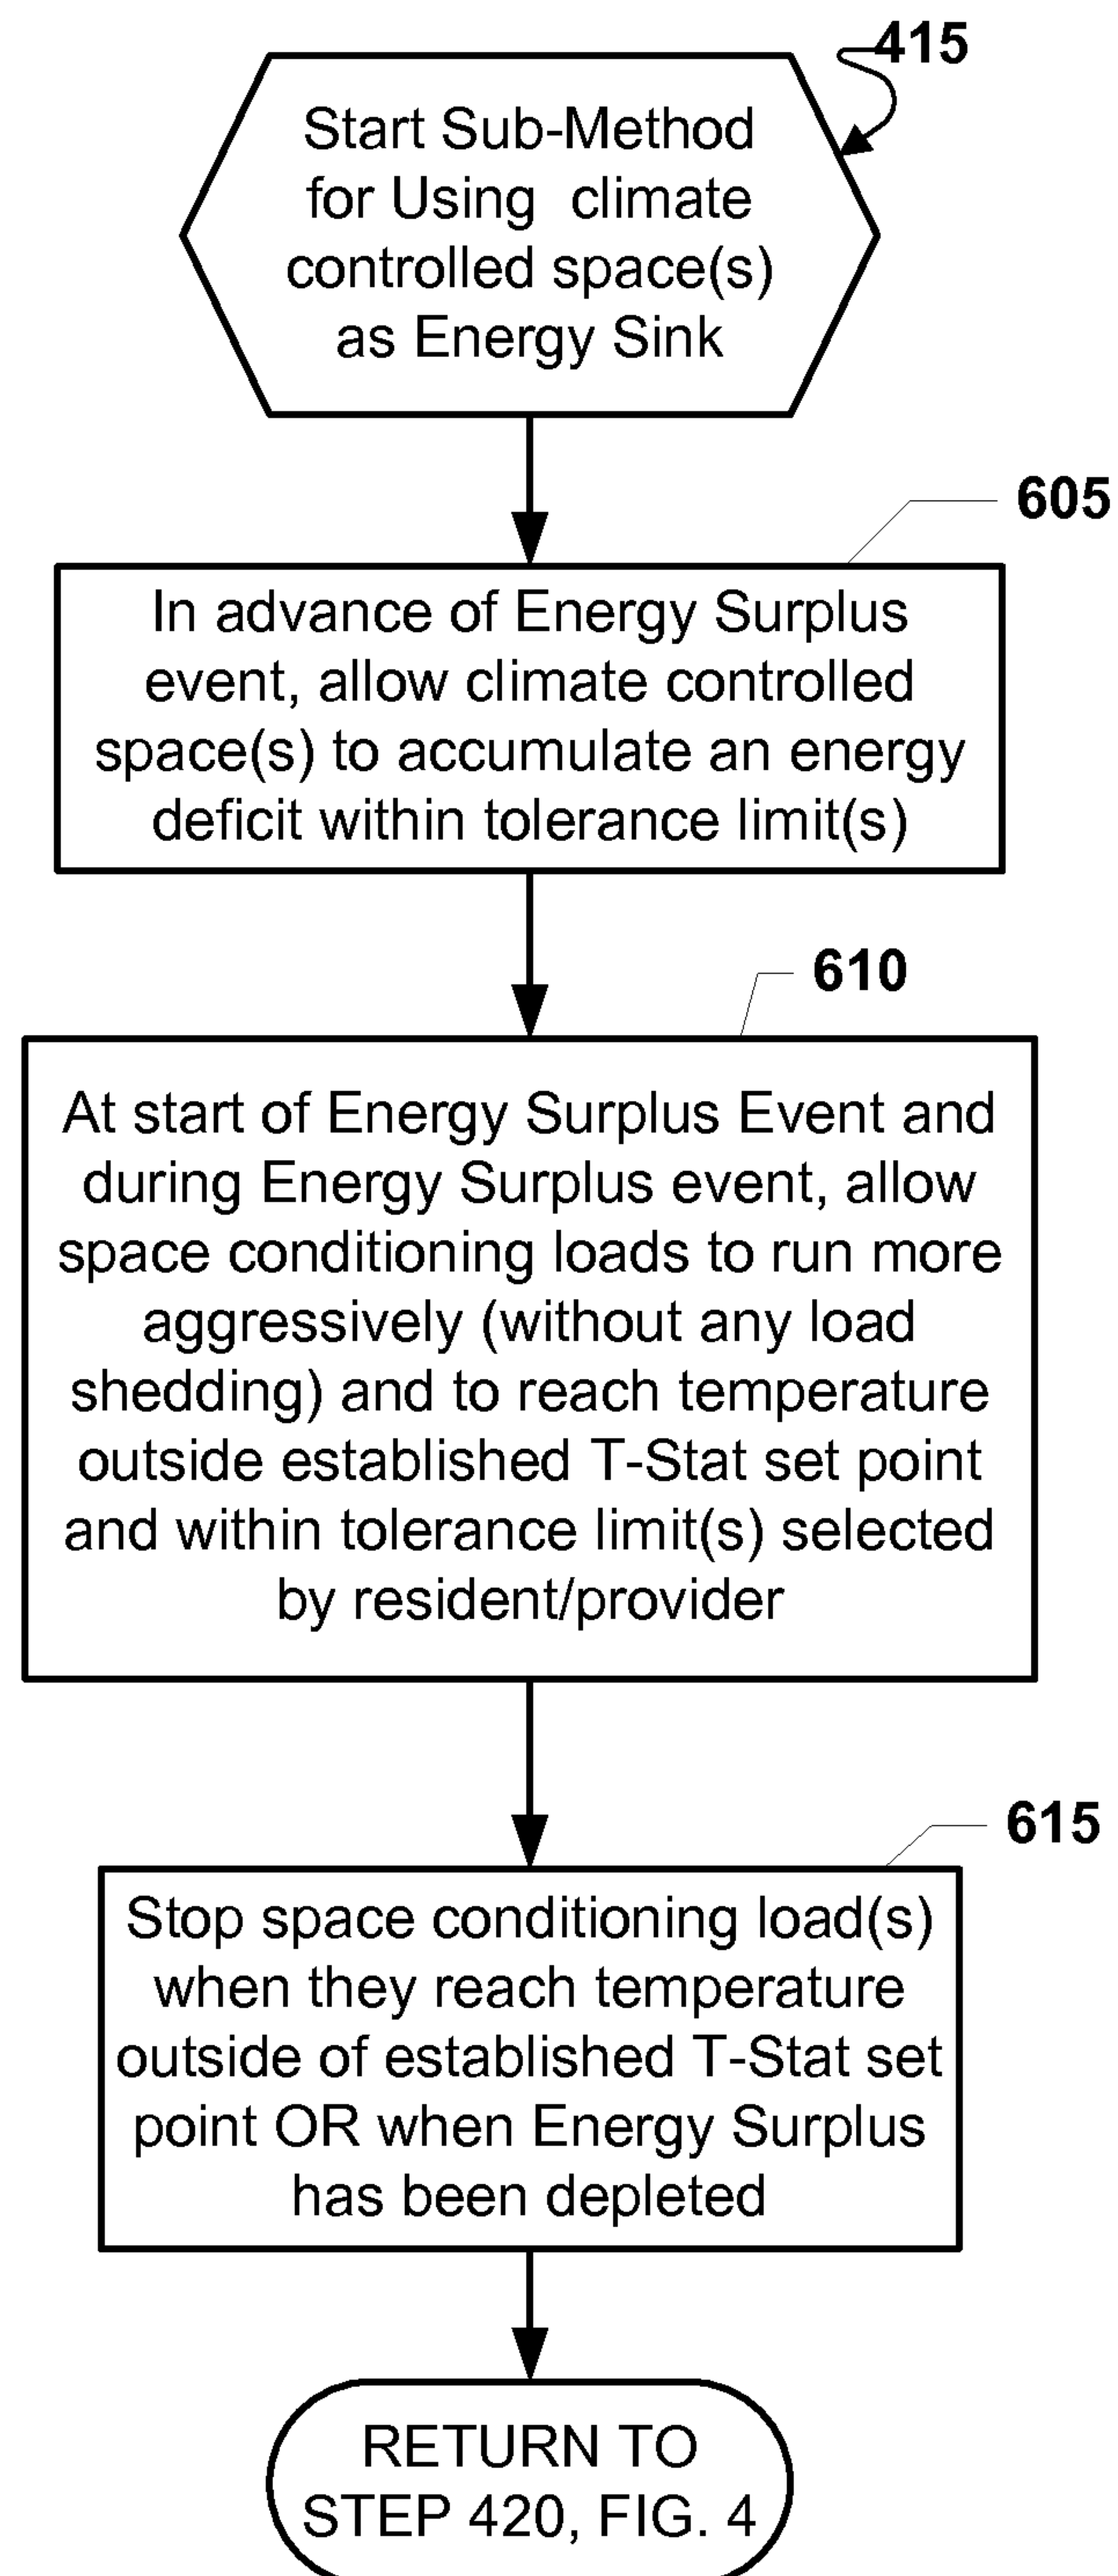 415
Start Sub-Method
for Using climate
controlled space(s)
as Energy Sink
605
In advance of Energy Surplus
event, allow climate controlled
space(s) to accumulate an energy
deficit within tolerance limit(s)
610
At start of Energy Surplus Event and
during Energy Surplus event, allow
space conditioning loads to run more
aggressively (without any load
shedding) and to reach temperature
outside established T-Stat set point
and within tolerance limit(s) selected
by resident/provider
615
Stop space conditioning load(s)
when they reach temperature
outside of established T-Stat set
point OR when Energy Surplus
has been depleted
RETURN TO
STEP 420, FIG. 4